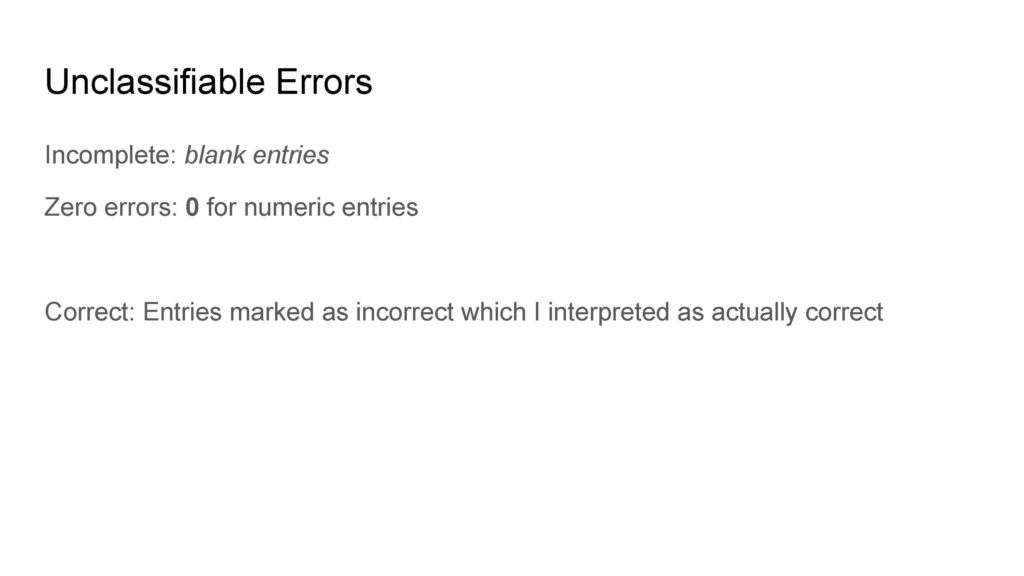 Unclassifiable Errors
Incomplete: blank entries
Zero errors: 0 for numeric entries
Correct: Entries marked as incorrect which I interpreted as actually correct